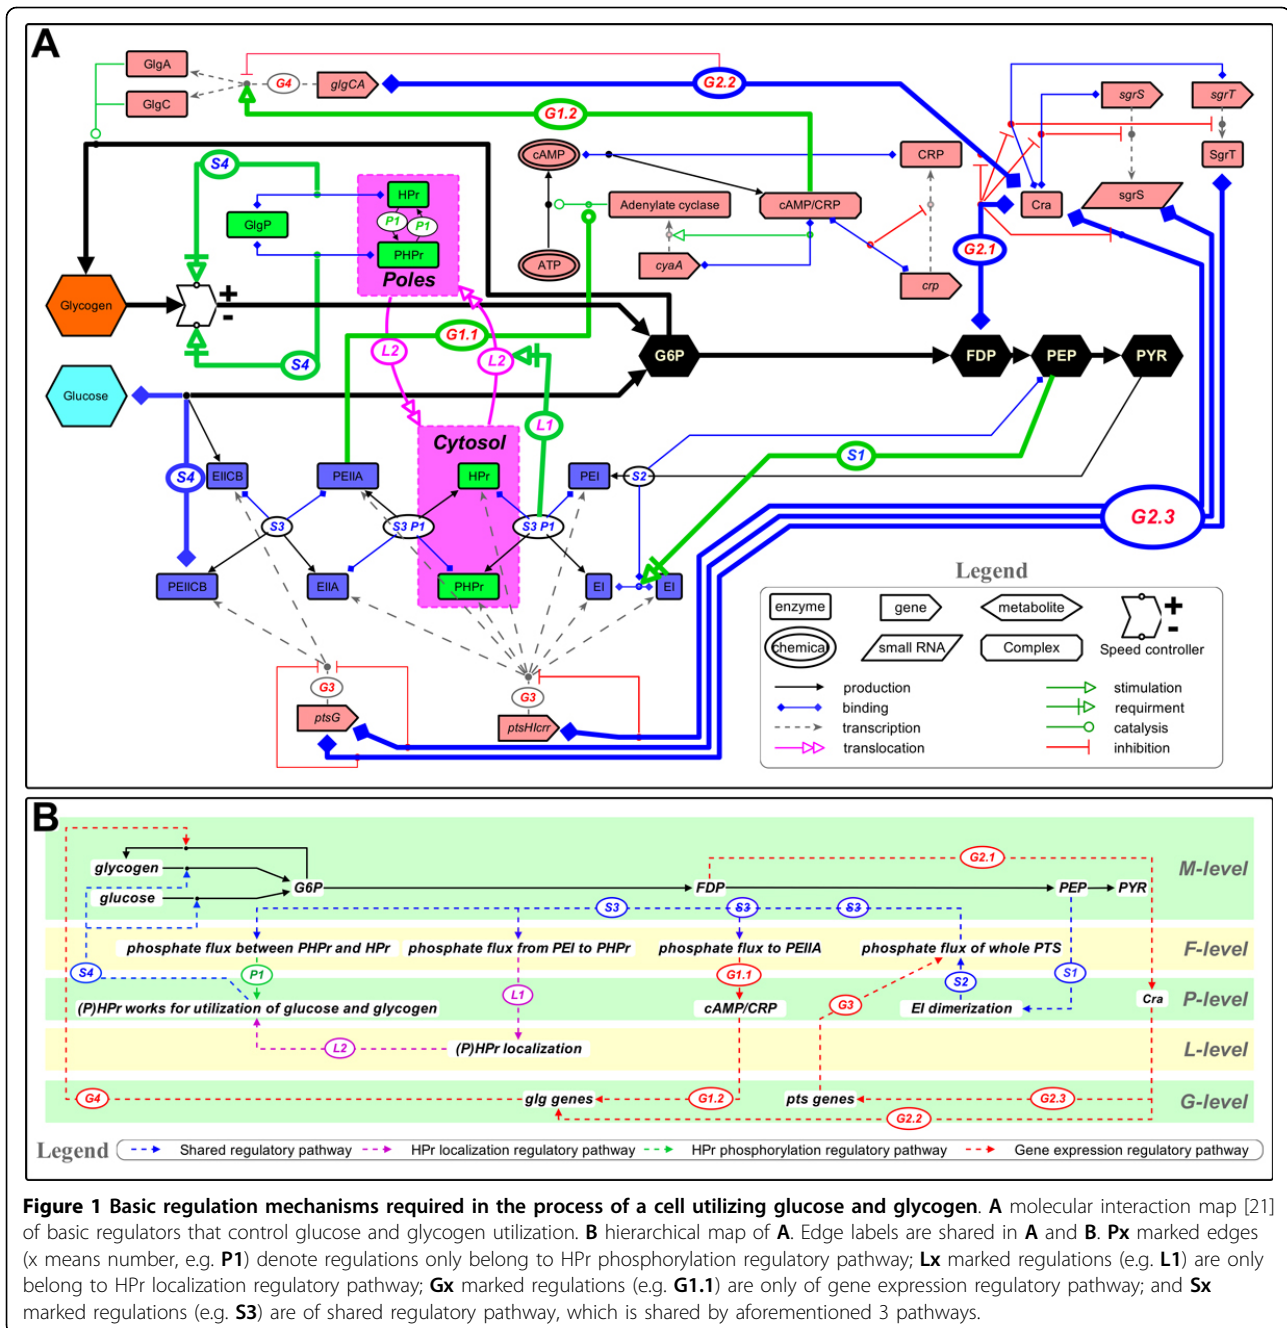 A
GlgA
GlgC
G4
glgCA
G2.2
G1.2
sgrS
sgrT
S4
cAMP
CRP
SgrT
HPr
P1
P1
GlgP
PHPr
Poles
Adenylate cyclase
cAMP/CRP
Cra
sgrS
ATP
cyaA
crp
G2.1
Glycogen
+
-
S4
L2
G1.1
L2
G6P
FDP
PEP
PYR
Glucose
L1
Cytosol
S1
S4
EIICB
PEIIA
HPr
PEI
S2
S3
S3 P1
S3 P1
G2.3
PEIICB
EIIA
PHPr
EI
EI
Legend
enzyme
gene
metabolite
+
-
chemical
small RNA
Complex
Speed controller
production
stimulation
binding
requirment
transcription
catalysis
translocation
inhibition
G3
ptsG
G3
ptsHIcrr
B
glycogen
glucose
G6P
FDP
G2.1
PEP
PYR
M-level
S3
S3
S3
phosphate flux between PHPr and HPr
phosphate flux from PEI to PHPr
phosphate flux to PEIIA
phosphate flux of whole PTS
F-level
S4
P1
L1
G1.1
S2
S1
(P)HPr works for utilization of glucose and glycogen
cAMP/CRP
G3
EI dimerization
Cra
P-level
L2
(P)HPr localization
L-level
G4
glg genes
G1.2
pts genes
G2.3
G2.2
G-level
Legend
Shared regulatory pathway
HPr localization regulatory pathway
HPr phosphorylation regulatory pathway
Gene expression regulatory pathway
Figure 1 Basic regulation mechanisms required in the process of a cell utilizing glucose and glycogen. A molecular interaction map [21]
of basic regulators that control glucose and glycogen utilization. B hierarchical map of A. Edge labels are shared in A and B. Px marked edges
(x means number, e.g. P1) denote regulations only belong to HPr phosphorylation regulatory pathway; Lx marked regulations (e.g. L1) are only
belong to HPr localization regulatory pathway; Gx marked regulations (e.g. G1.1) are only of gene expression regulatory pathway; and Sx
marked regulations (e.g. S3) are of shared regulatory pathway, which is shared by aforementioned 3 pathways.